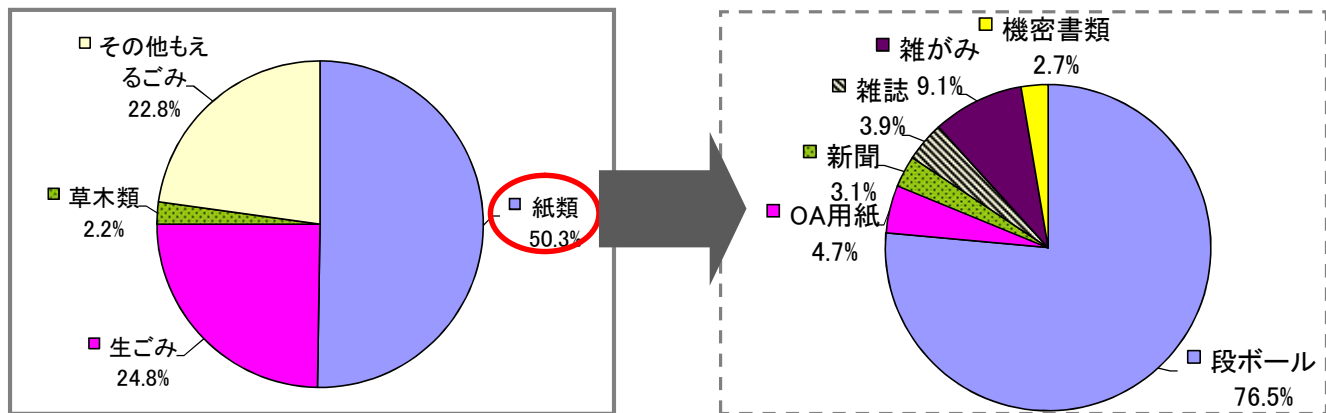 その他もえ
るごみ
22.8%
草木類
2.2%
生ごみ
24.8%
紙類
50.3%
機密書類
2.7%
雑がみ
9.1%
雑誌
3.9%
新聞
3.1%
OA用紙
4.7%
段ボール
76.5%